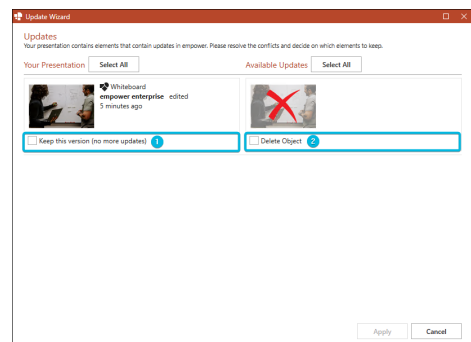 Update Wizard
Updates
Your presentation contains elements that contain updates in empower. Please resolve the conflicts and decide on which elements to keep.
Your Presentation Select All Available Updates Select All
Whiteboard
empower enterprise edited
5 minutes ago
Keep this version (no more updates) 1 Delete Object 2
Apply Cancel